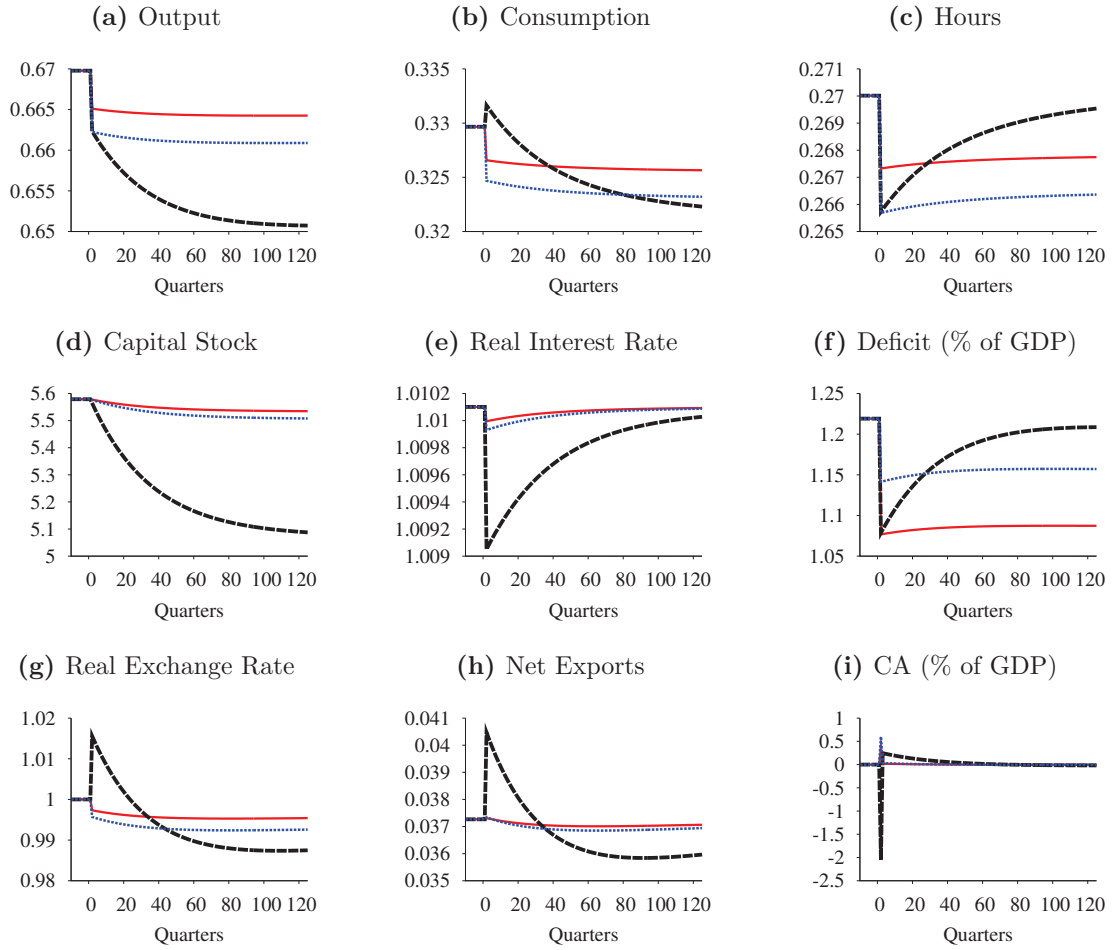 (a) Output
0.67
0.665
0.66
0.655
0.65
0 20 40 60 80 100 120
Quarters
(b) Consumption
0.335
0.33
0.325
0.32
0 20 40 60 80 100 120
Quarters
(c) Hours
0.271
0.27
0.269
0.268
0.267
0.266
0.265
0 20 40 60 80 100 120
Quarters
(d) Capital Stock
5.6
5.5
5.4
5.3
5.2
5.1
5
0 20 40 60 80 100 120
Quarters
(e) Real Interest Rate
1.0102
1.01
1.0098
1.0096
1.0094
1.0092
1.009
0 20 40 60 80 100 120
Quarters
(f) Deficit (% of GDP)
1.25
1.2
1.15
1.1
1.05
0 20 40 60 80 100 120
Quarters
(g) Real Exchange Rate
1.02
1.01
1
0.99
0.98
0 20 40 60 80 100 120
Quarters
(h) Net Exports
0.041
0.04
0.039
0.038
0.037
0.036
0.035
0 20 40 60 80 100 120
Quarters
(i) CA (% of GDP)
1
0.5
0
-0.5
-1
-1.5
-2
-2.5
0 20 40 60 80 100 120
Quarters